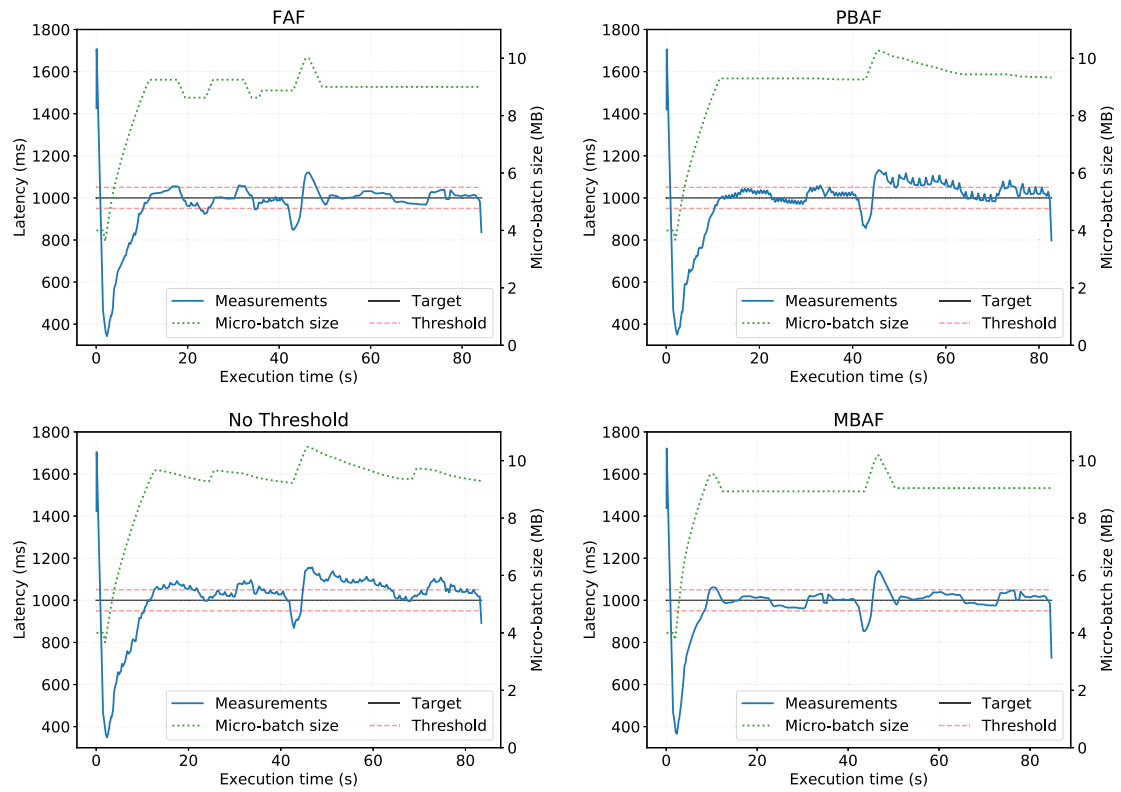 FAF
1800
1600
1400
1200
1000
800
600
400
Latency (ms)
10
8
6
4
2
0
Micro-batch size (MB)
Measurements
Micro-batch size
Target
Threshold
0 20 40 60 80
Execution time (s)
PBAF
1800
1600
1400
1200
1000
800
600
400
Latency (ms)
10
8
6
4
2
0
Micro-batch size (MB)
Measurements
Micro-batch size
Target
Threshold
0 20 40 60 80
Execution time (s)
No Threshold
1800
1600
1400
1200
1000
800
600
400
Latency (ms)
10
8
6
4
2
0
Micro-batch size (MB)
Measurements
Micro-batch size
Target
Threshold
0 20 40 60 80
Execution time (s)
MBAF
1800
1600
1400
1200
1000
800
600
400
Latency (ms)
10
8
6
4
2
0
Micro-batch size (MB)
Measurements
Micro-batch size
Target
Threshold
0 20 40 60 80
Execution time (s)